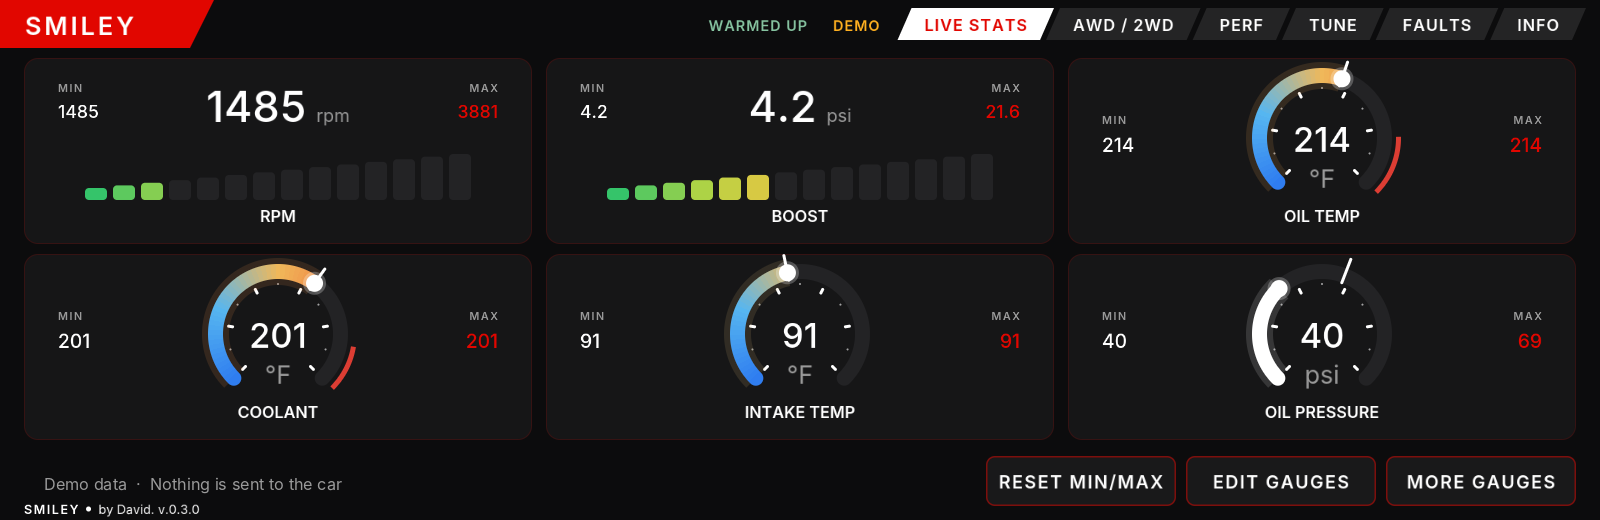 SMILEY
WARMED UP DEMO LIVE STATS AWD / 2WD PERF TUNE FAULTS INFO
MIN
1485
1485 rpm
MAX
3881
RPM
MIN
4.2
4.2 psi
MAX
21.6
BOOST
MIN
214
214
°F
MAX
214
OIL TEMP
MIN
201
201
°F
MAX
201
COOLANT
MIN
91
91
°F
MAX
91
INTAKE TEMP
MIN
40
40
psi
MAX
69
OIL PRESSURE
Demo data · Nothing is sent to the car
RESET MIN/MAX EDIT GAUGES MORE GAUGES
SMILEY • by David. v.0.3.0